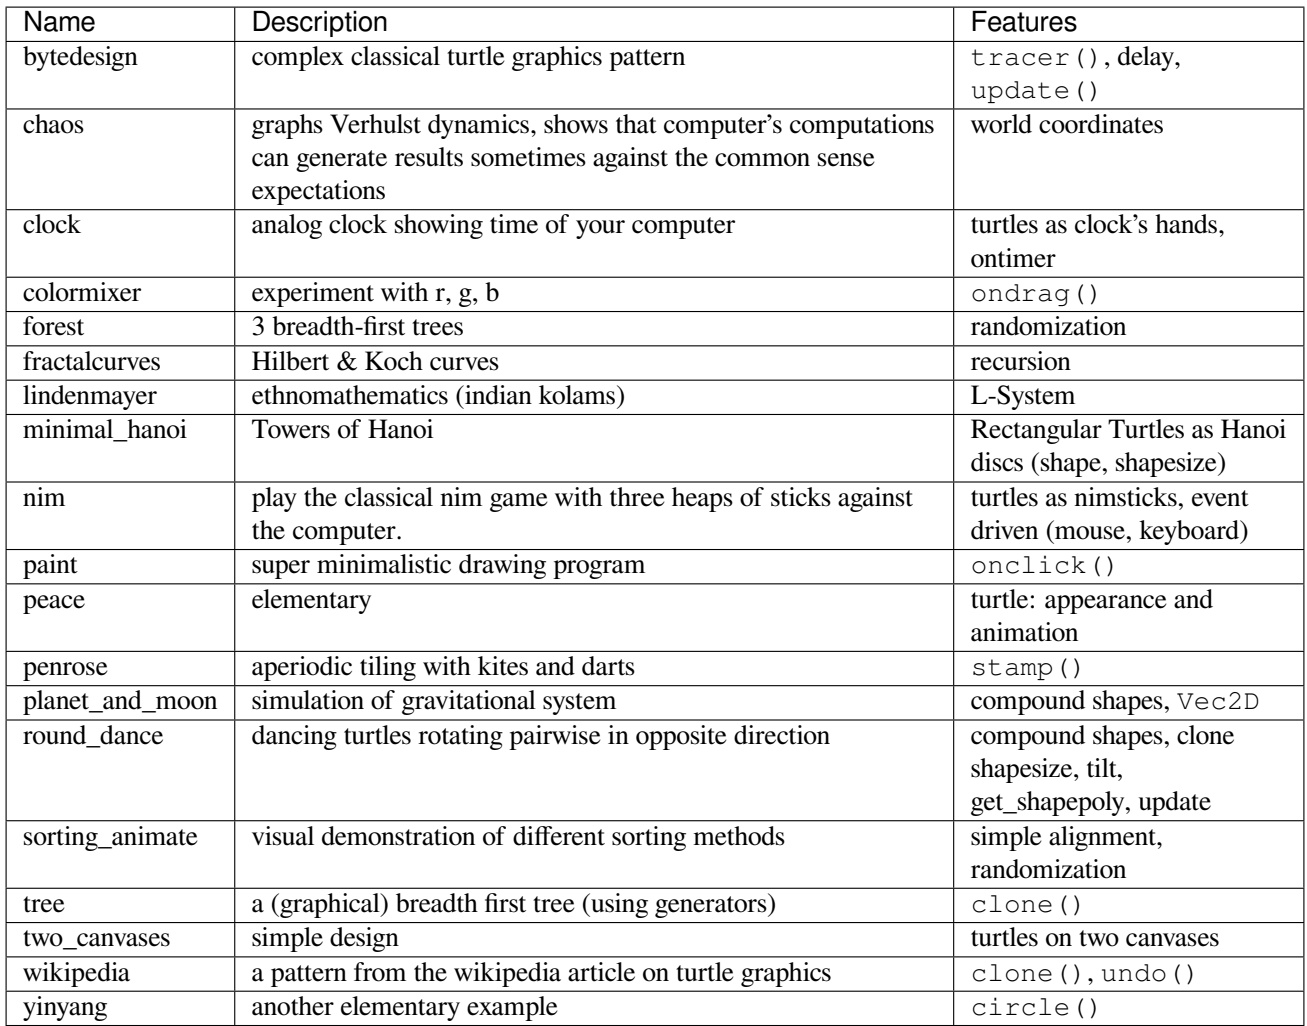 Name Description Features
bytedesign complex classical turtle graphics pattern tracer(), delay,
update()
chaos graphs Verhulst dynamics, shows that computer's computations world coordinates
can generate results sometimes against the common sense
expectations
clock analog clock showing time of your computer turtles as clock's hands,
ontimer
colormixer experiment with r, g, b ondrag()
forest 3 breadth-first trees randomization
fractalcurves Hilbert & Koch curves recursion
lindenmayer ethnomathematics (indian kolams) L-System
minimal_hanoi Towers of Hanoi Rectangular Turtles as Hanoi
discs (shape, shapesize)
nim play the classical nim game with three heaps of sticks against turtles as nimsticks, event
the computer. driven (mouse, keyboard)
paint super minimalistic drawing program onclick()
peace elementary turtle: appearance and
animation
penrose aperiodic tiling with kites and darts stamp()
planet_and_moon simulation of gravitational system compound shapes, Vec2D
round_dance dancing turtles rotating pairwise in opposite direction compound shapes, clone
shapesize, tilt,
get_shapepoly, update
sorting_animate visual demonstration of different sorting methods simple alignment,
randomization
tree a (graphical) breadth first tree (using generators) clone()
two_canvases simple design turtles on two canvases
wikipedia a pattern from the wikipedia article on turtle graphics clone(), undo()
yinyang another elementary example circle()